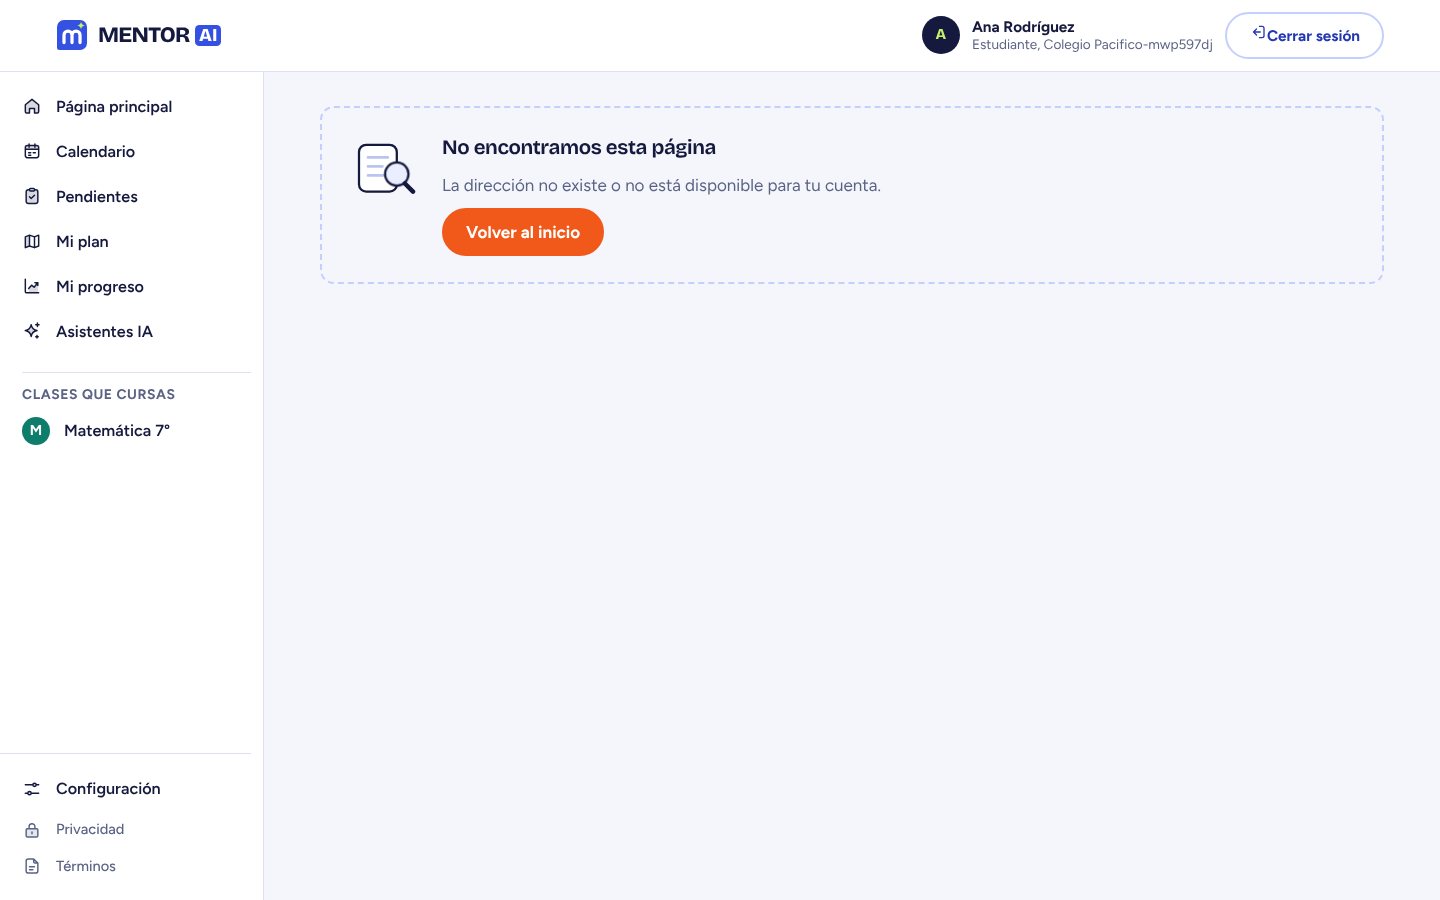 MENTOR AI
A
Ana Rodríguez
Estudiante, Colegio Pacifico-mwp597dj
Cerrar sesión
Página principal
Calendario
Pendientes
Mi plan
Mi progreso
Asistentes IA
CLASES QUE CURSAS
M
Matemática 7°
Configuración
Privacidad
Términos
No encontramos esta página
La dirección no existe o no está disponible para tu cuenta.
Volver al inicio